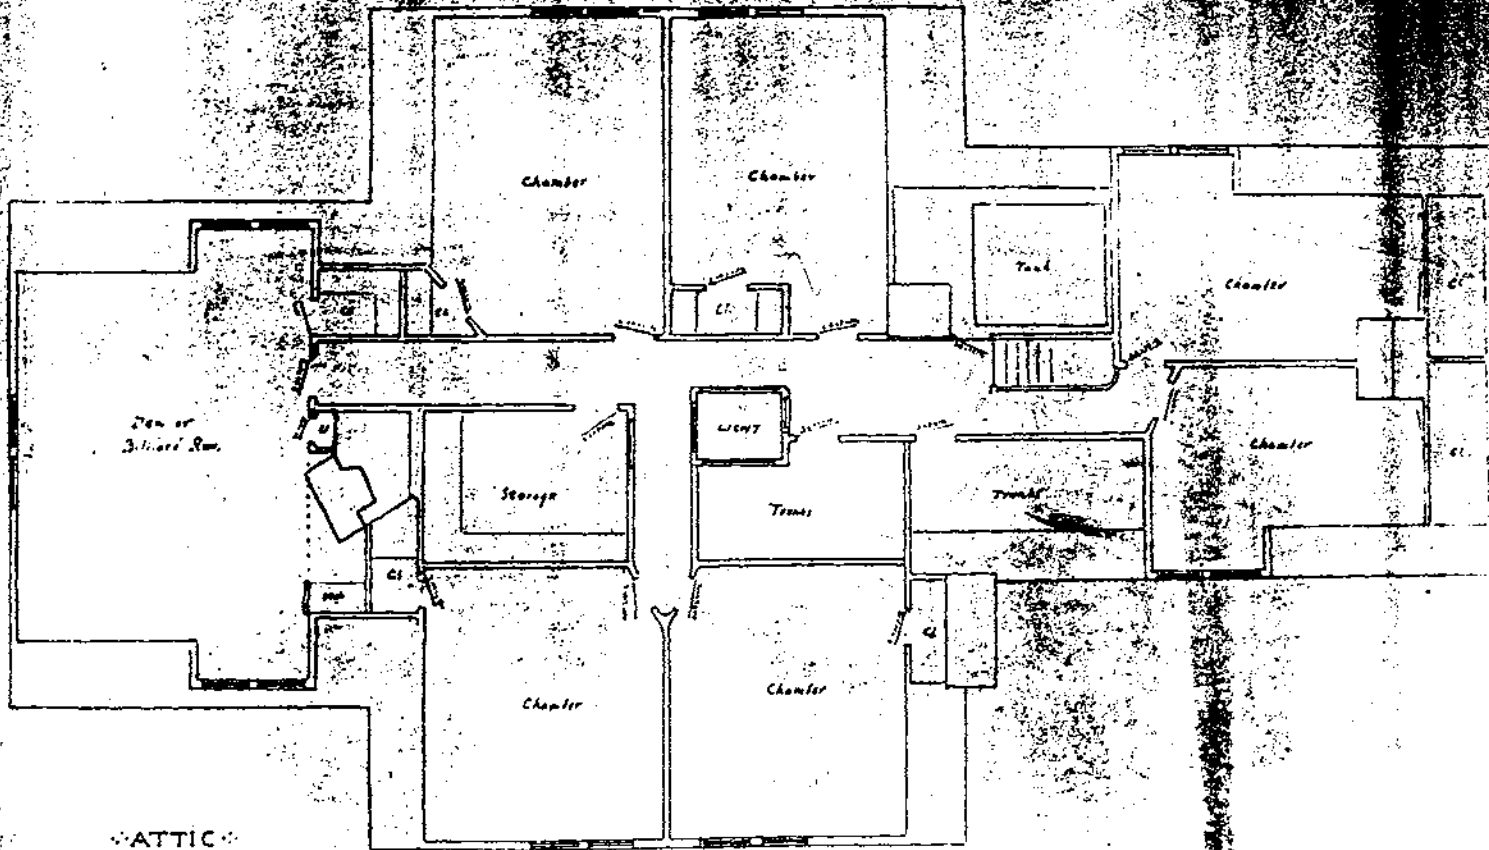 Chamber
Chamber
Tank
Chamber
Cl.
Cl.
Cl.
Cl.
Den or
Billiard Rm.
LIGHT
Storage
Trunks
Trunks
Chamber
Cl.
Cl.
Cl.
Chamber
Chamber
ATTIC